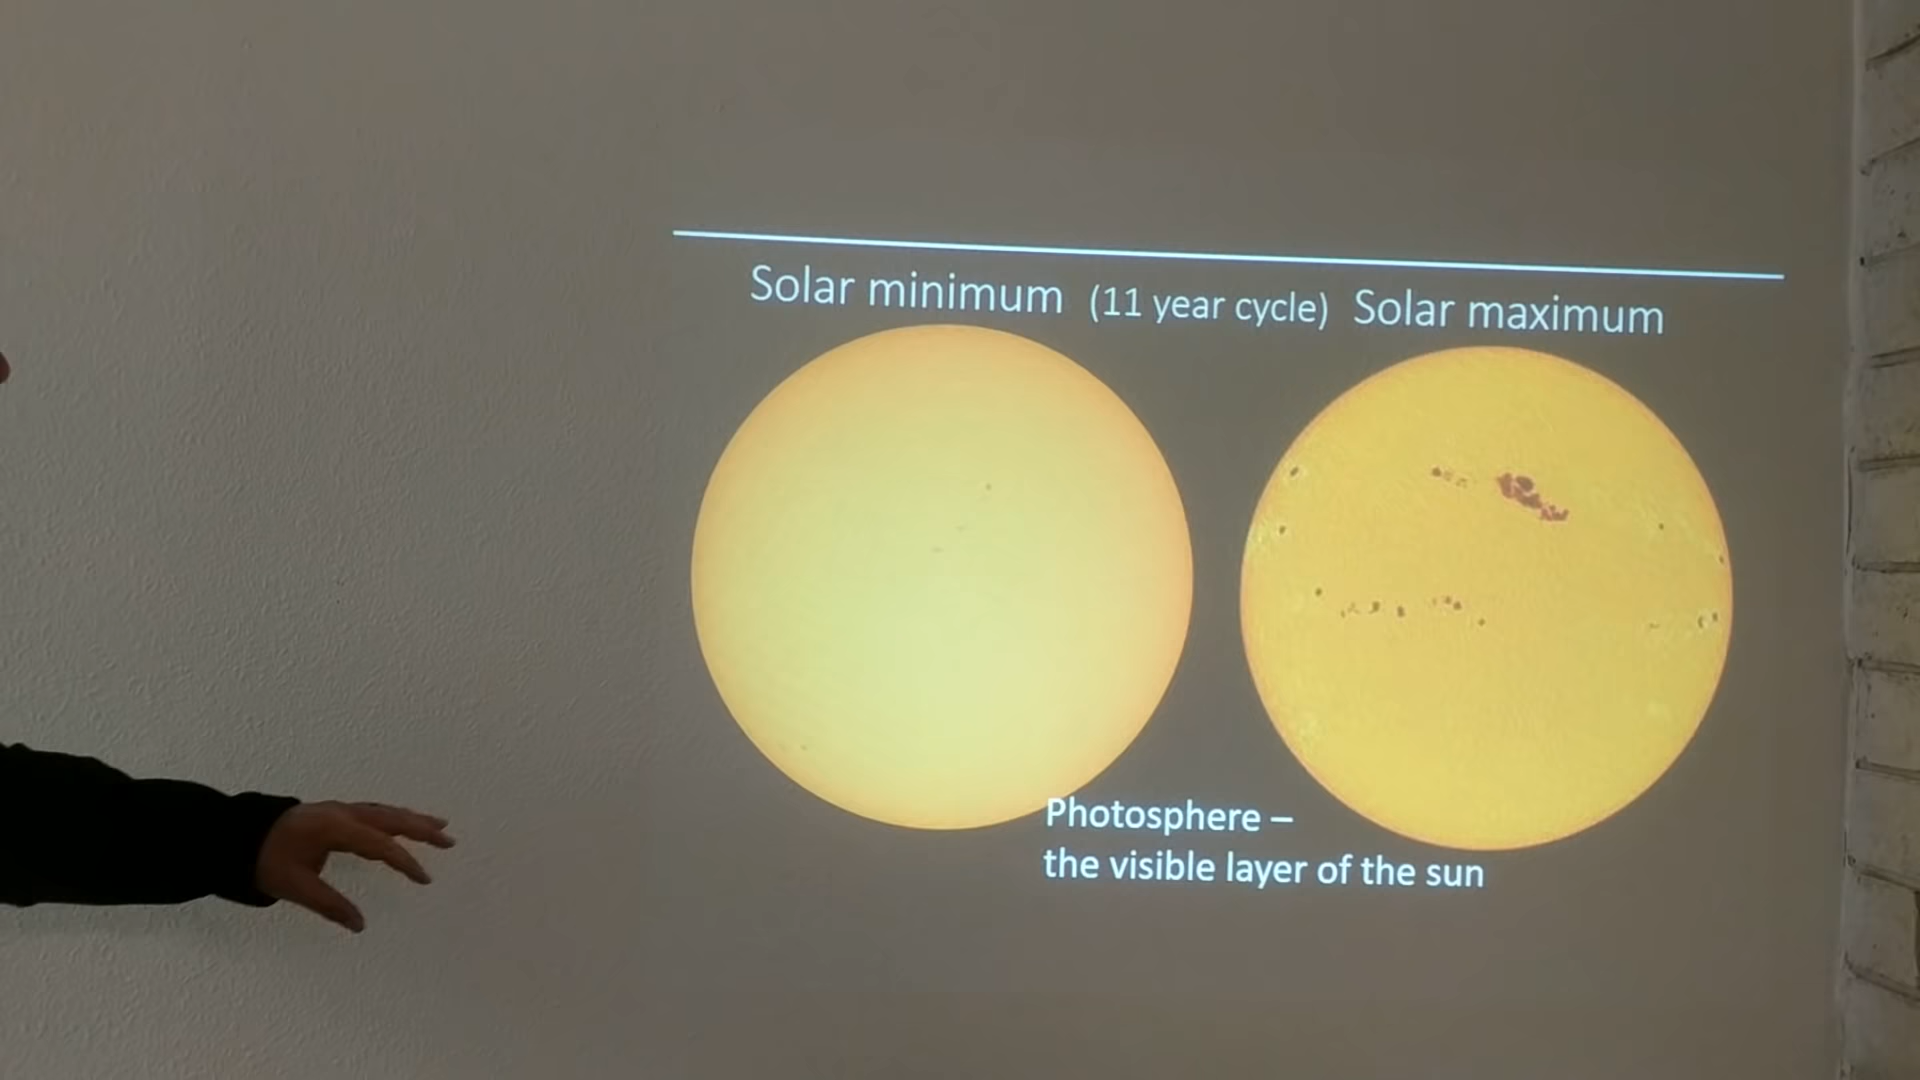 Solar minimum (11 year cycle) Solar maximum
Photosphere –
the visible layer of the sun